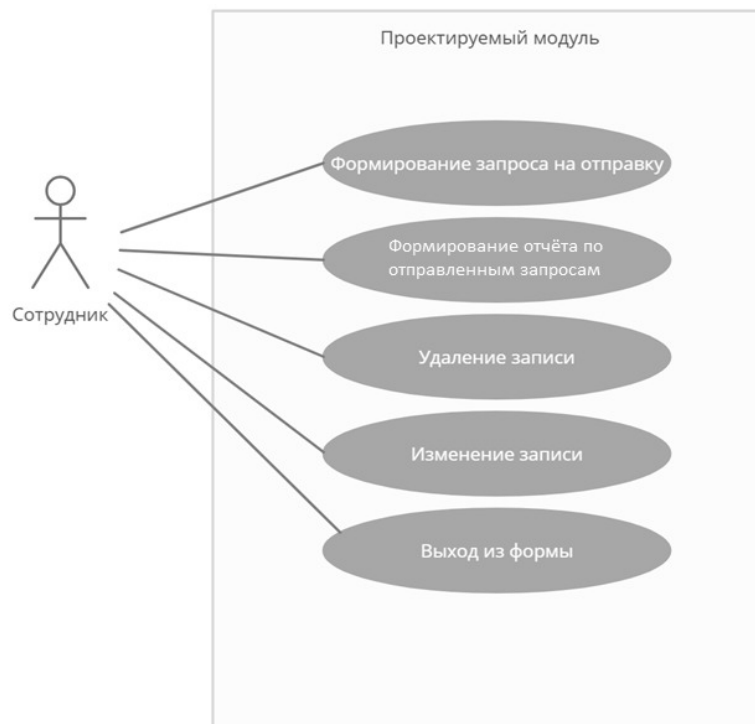 Проектируемый модуль
Формирование запроса на отправку
Формирование отчёта по
отправленным запросам
Сотрудник
Удаление записи
Изменение записи
Выход из формы